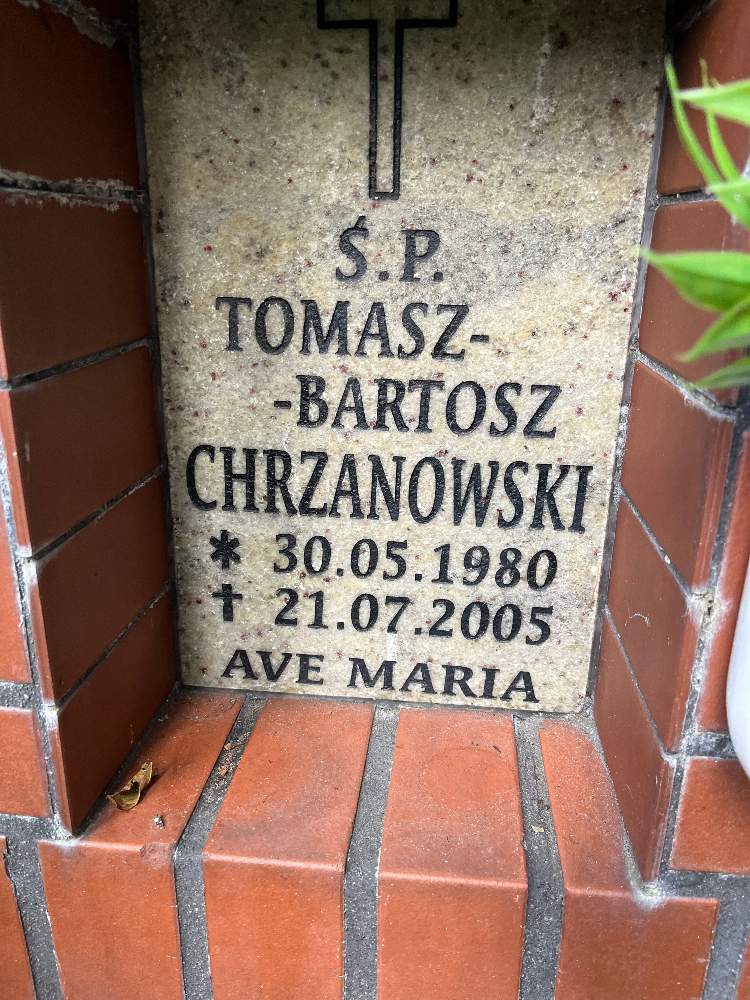 Ś.P.
TOMASZ-
-BARTOSZ
CHRZANOWSKI
* 30.05.1980
✝ 21.07.2005
AVE MARIA